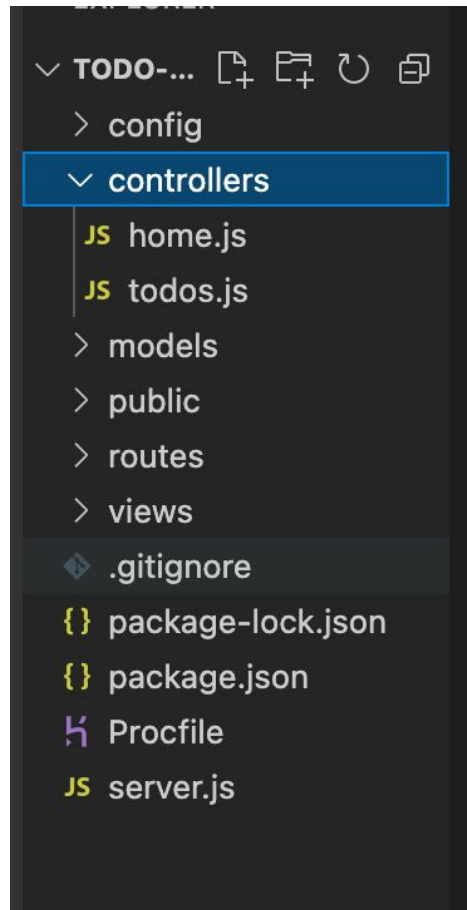 EXPLORER
TODO-...
config
controllers
JS home.js
JS todos.js
models
public
routes
views
.gitignore
{} package-lock.json
{} package.json
Procfile
JS server.js